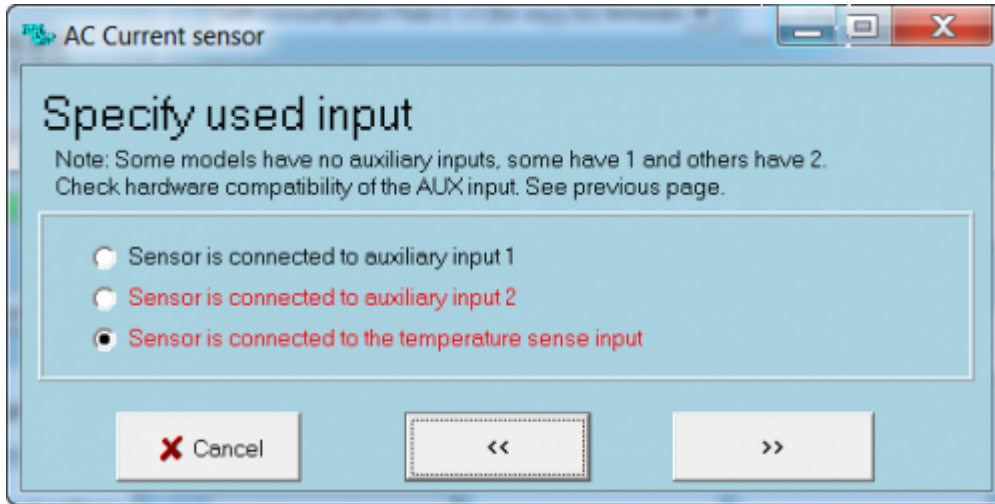 AC Current sensor
Specify used input
Note: Some models have no auxiliary inputs, some have 1 and others have 2.
Check hardware compatibility of the AUX input. See previous page.
Sensor is connected to auxiliary input 1
Sensor is connected to auxiliary input 2
Sensor is connected to the temperature sense input
Cancel
<<
>>